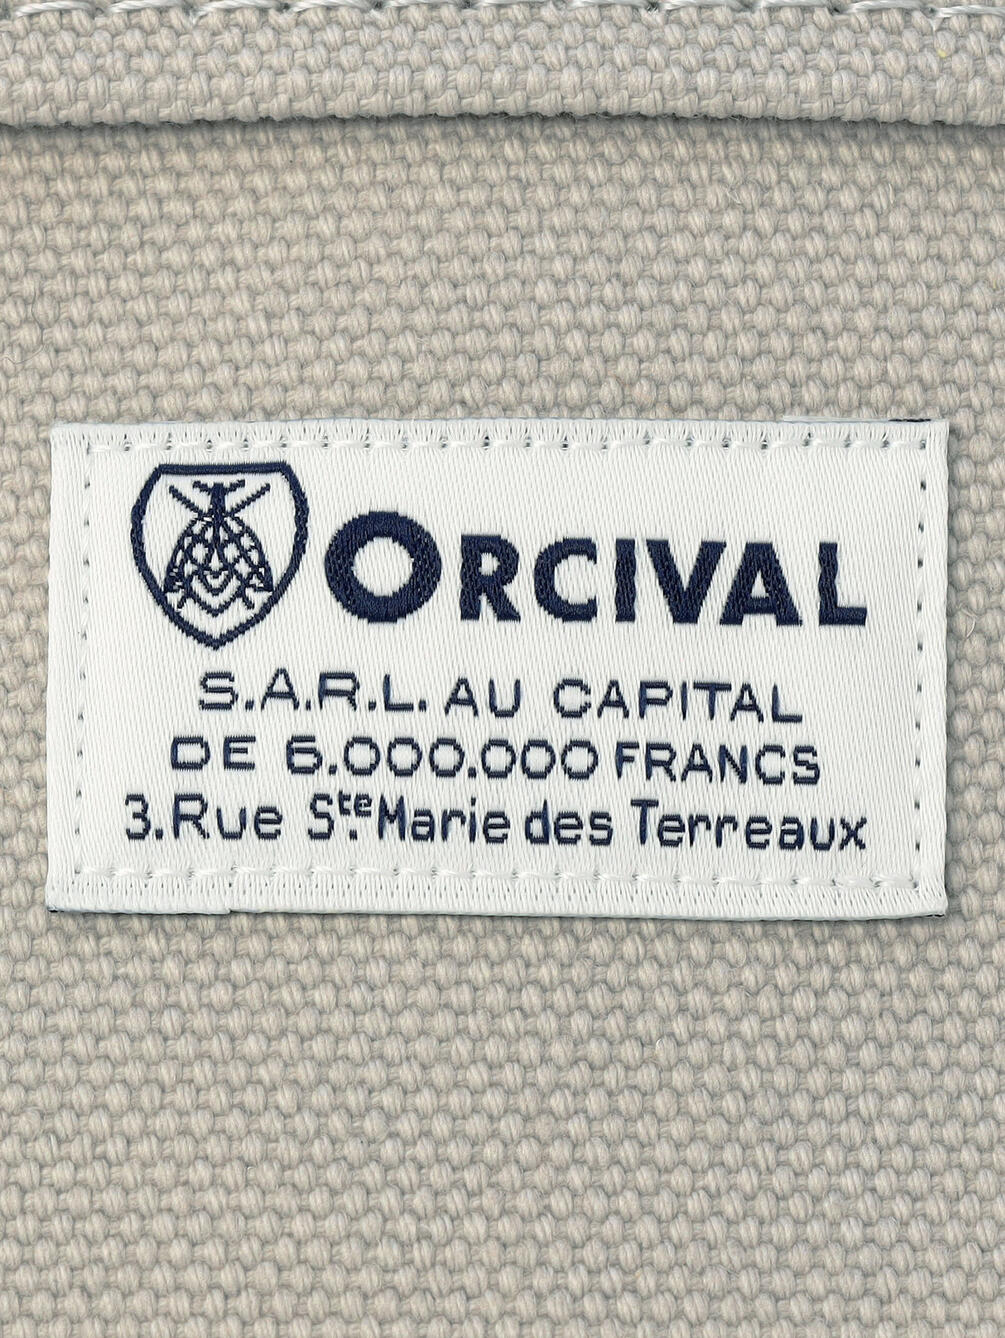 ORCIVAL
S.A.R.L. AU CAPITAL
DE 6.000.000 FRANCS
3.Rue Ste Marie des Terreaux